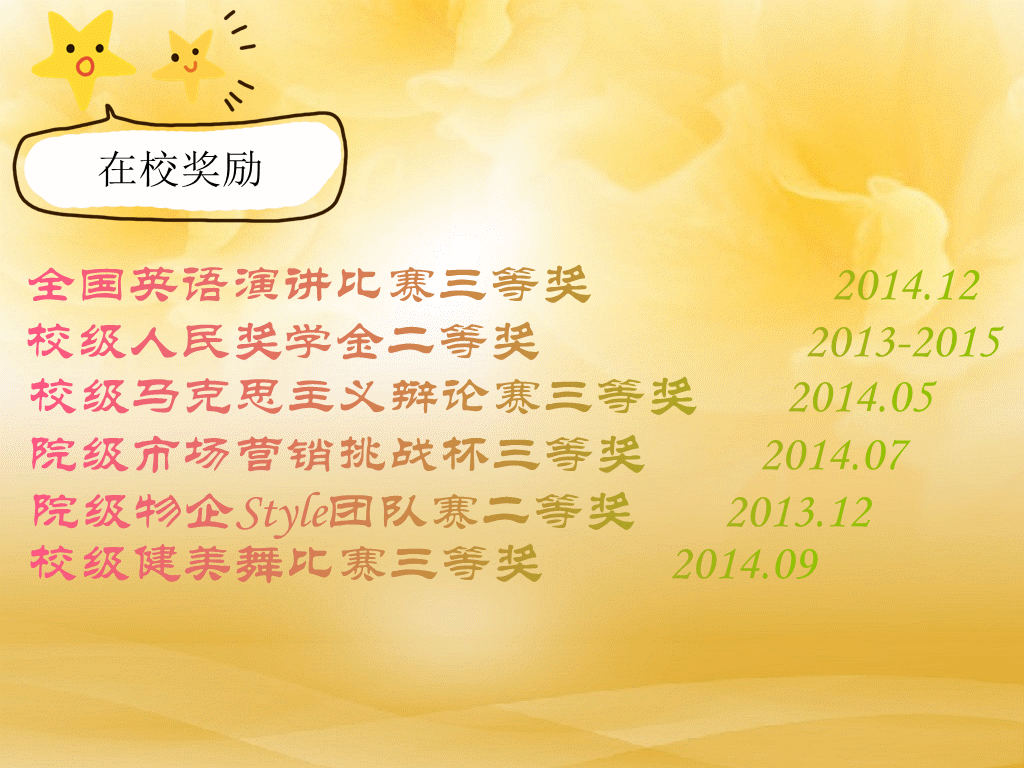 在校奖励
全国英语演讲比赛三等奖 2014.12
校级人民奖学金二等奖 2013-2015
校级马克思主义辩论赛三等奖 2014.05
院级市场营销挑战杯三等奖 2014.07
院级物企Style团队赛二等奖 2013.12
校级健美舞比赛三等奖 2014.09